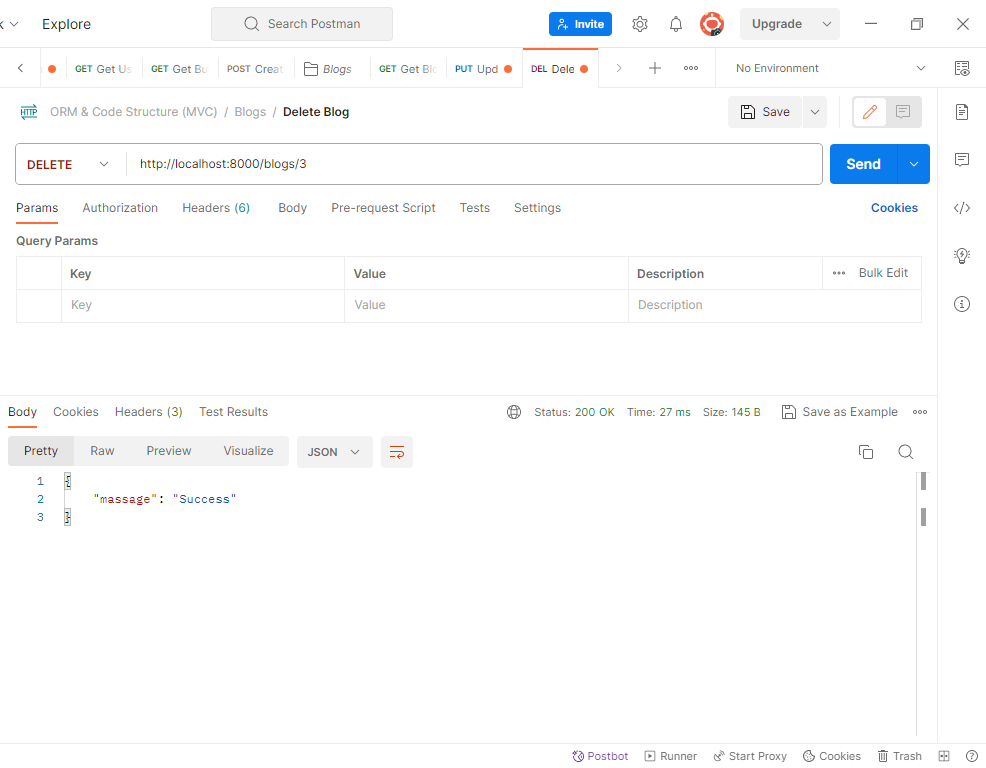 Explore
Search Postman
Invite
Upgrade
GET Get Us
GET Get Bu
POST Creat
Blogs
GET Get Blo
PUT Upd
DEL Dele
No Environment
HTTP
ORM & Code Structure (MVC) / Blogs / Delete Blog
Save
DELETE
http://localhost:8000/blogs/3
Send
Params
Authorization
Headers (6)
Body
Pre-request Script
Tests
Settings
Cookies
Query Params
Key
Value
Description
Bulk Edit
Key
Value
Description
Body
Cookies
Headers (3)
Test Results
Status: 200 OK
Time: 27 ms
Size: 145 B
Save as Example
Pretty
Raw
Preview
Visualize
JSON
1 {
2 "massage": "Success"
3 }
Postbot
Runner
Start Proxy
Cookies
Trash